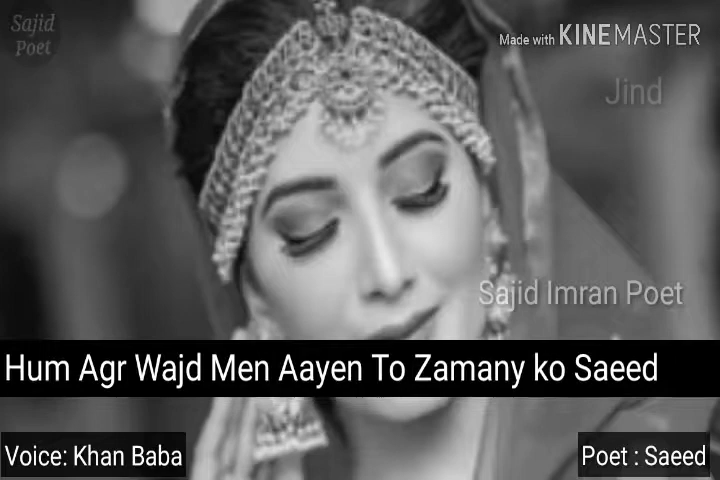 Sajid
Poet
Made with KINEMASTER
Jind
Sajid Imran Poet
Hum Agr Wajd Men Aayen To Zamany ko Saeed
Voice: Khan Baba
Poet : Saeed